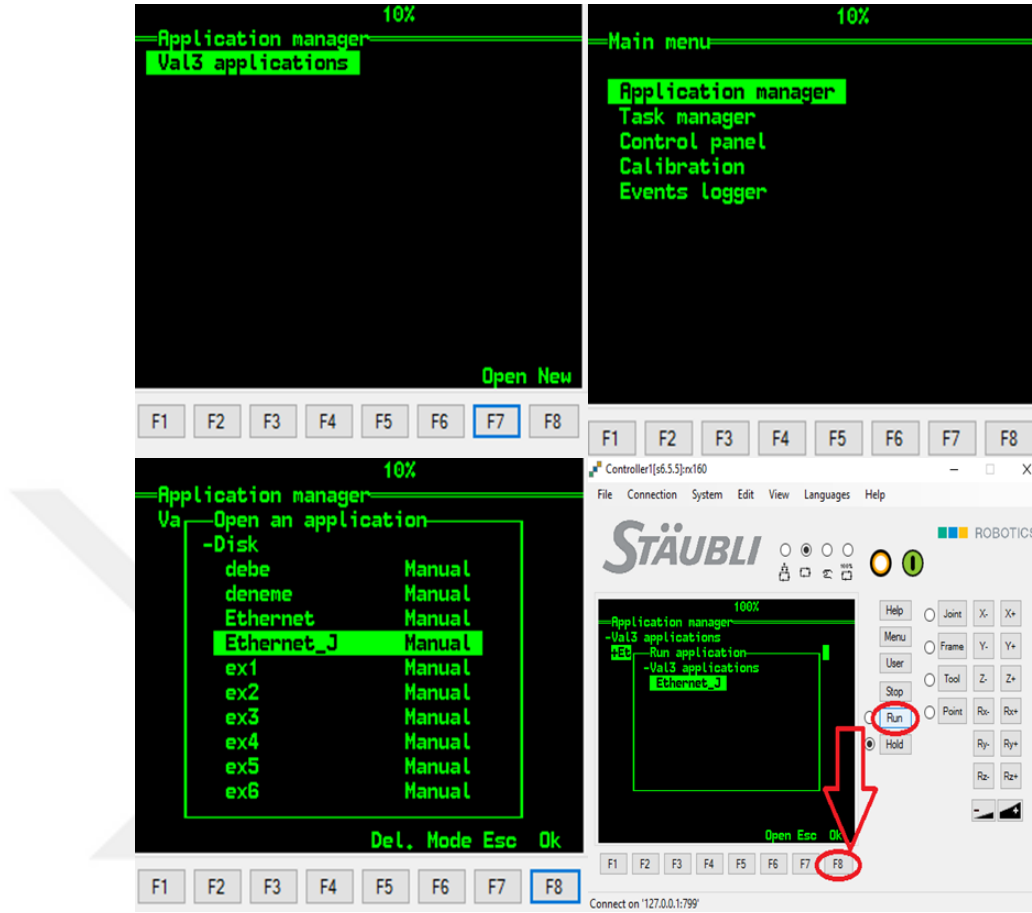 10%
Application manager
Val3 applications
Open New
F1 F2 F3 F4 F5 F6 F7 F8
10%
Main menu
Application manager
Task manager
Control panel
Calibration
Events logger
F1 F2 F3 F4 F5 F6 F7 F8
10%
Application manager
Va
Open an application
-Disk
debe Manual
deneme Manual
Ethernet Manual
Ethernet_J Manual
ex1 Manual
ex2 Manual
ex3 Manual
ex4 Manual
ex5 Manual
ex6 Manual
Del. Mode Esc Ok
F1 F2 F3 F4 F5 F6 F7 F8
Controller1[s6.5.5]:rx160
File Connection System Edit View Languages Help
STÄUBLI
ROBOTICS
100%
100%
Application manager
-Val3 applications
+Et
Run application
-Val3 applications
Ethernet_J
Open Esc Ok
Help Joint X- X+
Menu Frame Y- Y+
User
Tool Z- Z+
Stop
Run Point Rx- Rx+
Hold Ry- Ry+
Rz- Rz+
F1 F2 F3 F4 F5 F6 F7 F8
Connect on '127.0.0.1:799'